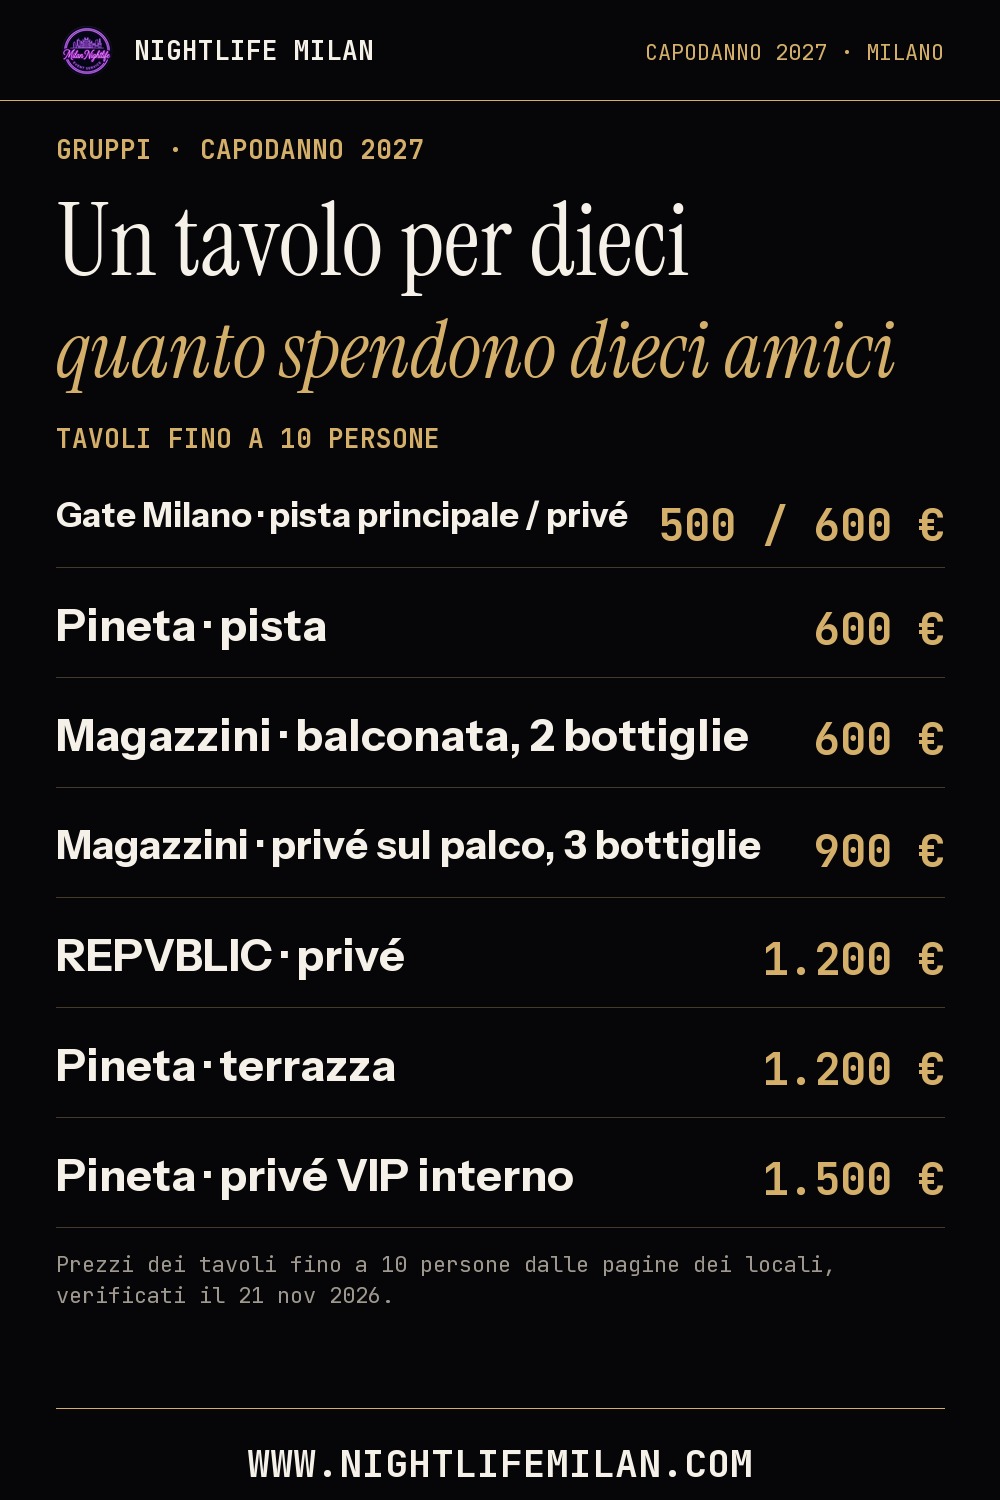 Milan Nightlife
NIGHTLIFE MILAN
CAPODANNO 2027 · MILANO
GRUPPI · CAPODANNO 2027
Un tavolo per dieci
quanto spendono dieci amici
TAVOLI FINO A 10 PERSONE
Gate Milano · pista principale / privé 500 / 600 €
Pineta · pista 600 €
Magazzini · balconata, 2 bottiglie 600 €
Magazzini · privé sul palco, 3 bottiglie 900 €
REPVBLIC · privé 1.200 €
Pineta · terrazza 1.200 €
Pineta · privé VIP interno 1.500 €
Prezzi dei tavoli fino a 10 persone dalle pagine dei locali,
verificati il 21 nov 2026.
WWW.NIGHTLIFEMILAN.COM